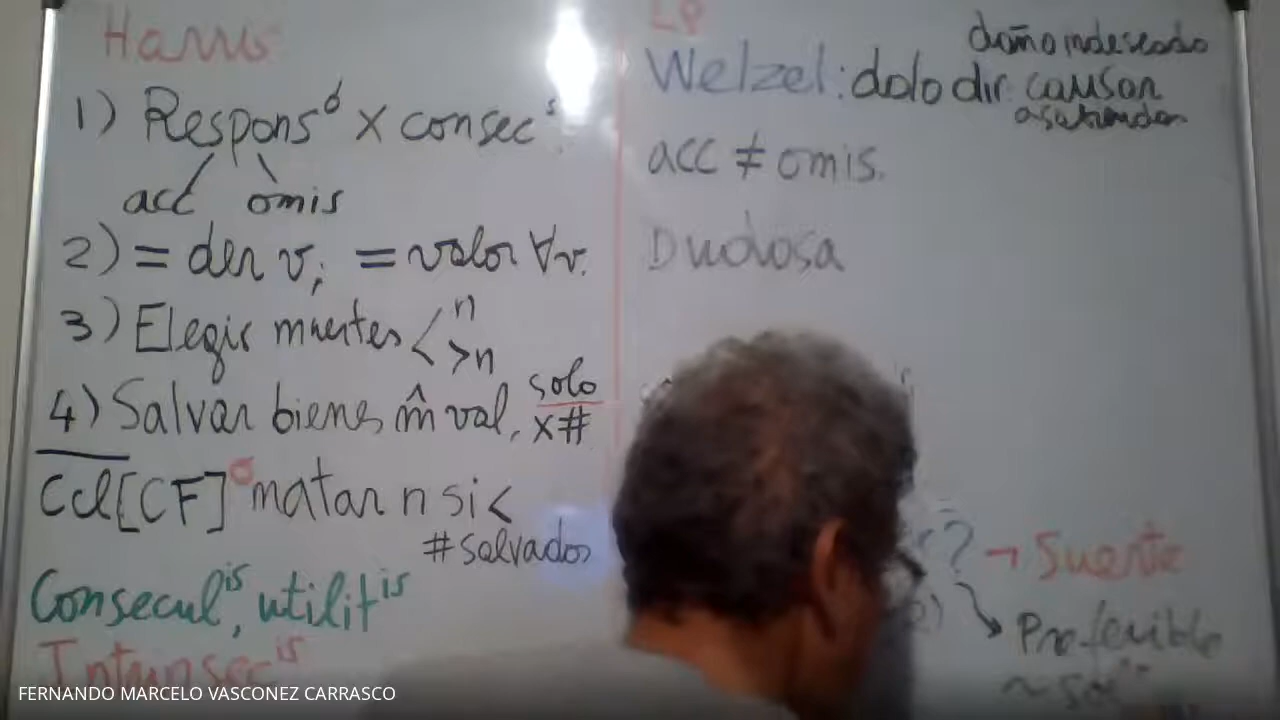 Harris
1) Respons^d x consec^s.
acc omis
2) = der v; = valor ∀v.
3) Elegir muertes < n
>n
4) Salvar bienes m̂ val. solo
x#
Ccl [CF] matar n si <
# salvados
Consecul^is, utilit^is
Intrinsec^is
LP
daño indeseado
Welzel: dolo dir. causar
acc ≠ omis.
Dudosa
? → Suerte
Preferible
FERNANDO MARCELO VASCONEZ CARRASCO